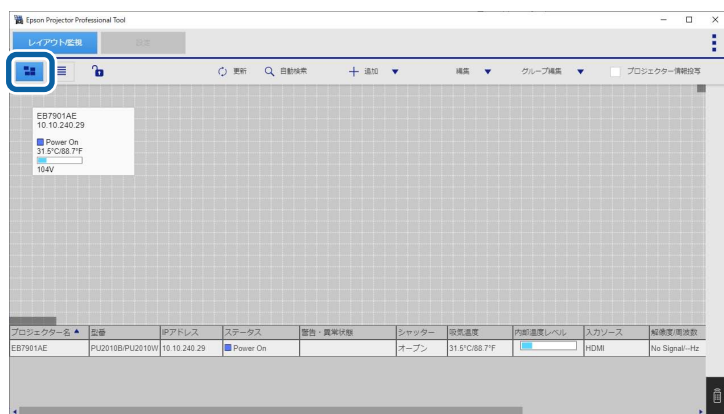 Epson Projector Professional Tool
レイアウト/監視
設定
更新 自動検索 追加 編集 グループ編集 プロジェクター情報投写
EB7901AE
10.10.240.29
Power On
31.5°C/88.7°F
104V
プロジェクター名 型番 IPアドレス ステータス 警告・異常状態 シャッター 吸気温度 内部温度レベル 入力ソース 解像度/周波数
EB7901AE PU2010B/PU2010W 10.10.240.29 Power On オープン 31.5°C/88.7°F HDMI No Signal/--Hz